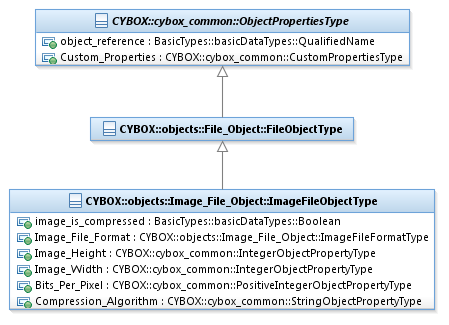 CYBOX::cybox_common::ObjectPropertiesType
object_reference : BasicTypes::basicDataTypes::QualifiedName
Custom_Properties : CYBOX::cybox_common::CustomPropertiesType
CYBOX::objects::File_Object::FileObjectType
CYBOX::objects::Image_File_Object::ImageFileObjectType
image_is_compressed : BasicTypes::basicDataTypes::Boolean
Image_File_Format : CYBOX::objects::Image_File_Object::ImageFileFormatType
Image_Height : CYBOX::cybox_common::IntegerObjectPropertyType
Image_Width : CYBOX::cybox_common::IntegerObjectPropertyType
Bits_Per_Pixel : CYBOX::cybox_common::PositiveIntegerObjectPropertyType
Compression_Algorithm : CYBOX::cybox_common::StringObjectPropertyType